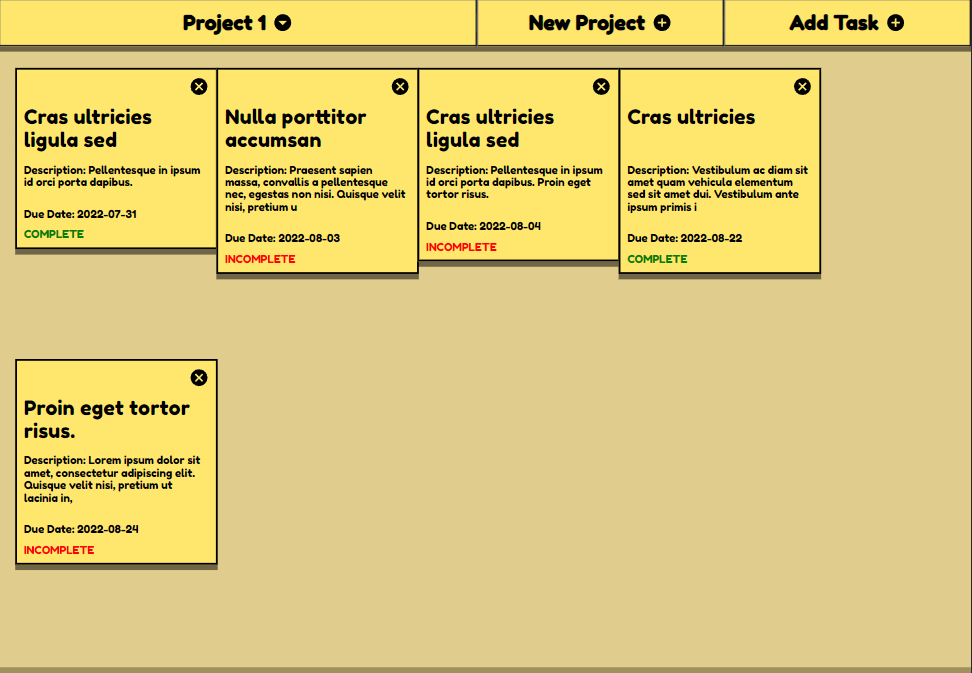 Project 1
New Project
Add Task
Cras ultricies
ligula sed
Description: Pellentesque in ipsum
id orci porta dapibus.
Due Date: 2022-07-31
COMPLETE
Nulla porttitor
accumsan
Description: Praesent sapien
massa, convallis a pellentesque
nec, egestas non nisi. Quisque velit
nisi, pretium u
Due Date: 2022-08-03
INCOMPLETE
Cras ultricies
ligula sed
Description: Pellentesque in ipsum
id orci porta dapibus. Proin eget
tortor risus.
Due Date: 2022-08-04
INCOMPLETE
Cras ultricies
Description: Vestibulum ac diam sit
amet quam vehicula elementum
sed sit amet dui. Vestibulum ante
ipsum primis i
Due Date: 2022-08-22
COMPLETE
Proin eget tortor
risus.
Description: Lorem ipsum dolor sit
amet, consectetur adipiscing elit.
Quisque velit nisi, pretium ut
lacinia in,
Due Date: 2022-08-24
INCOMPLETE